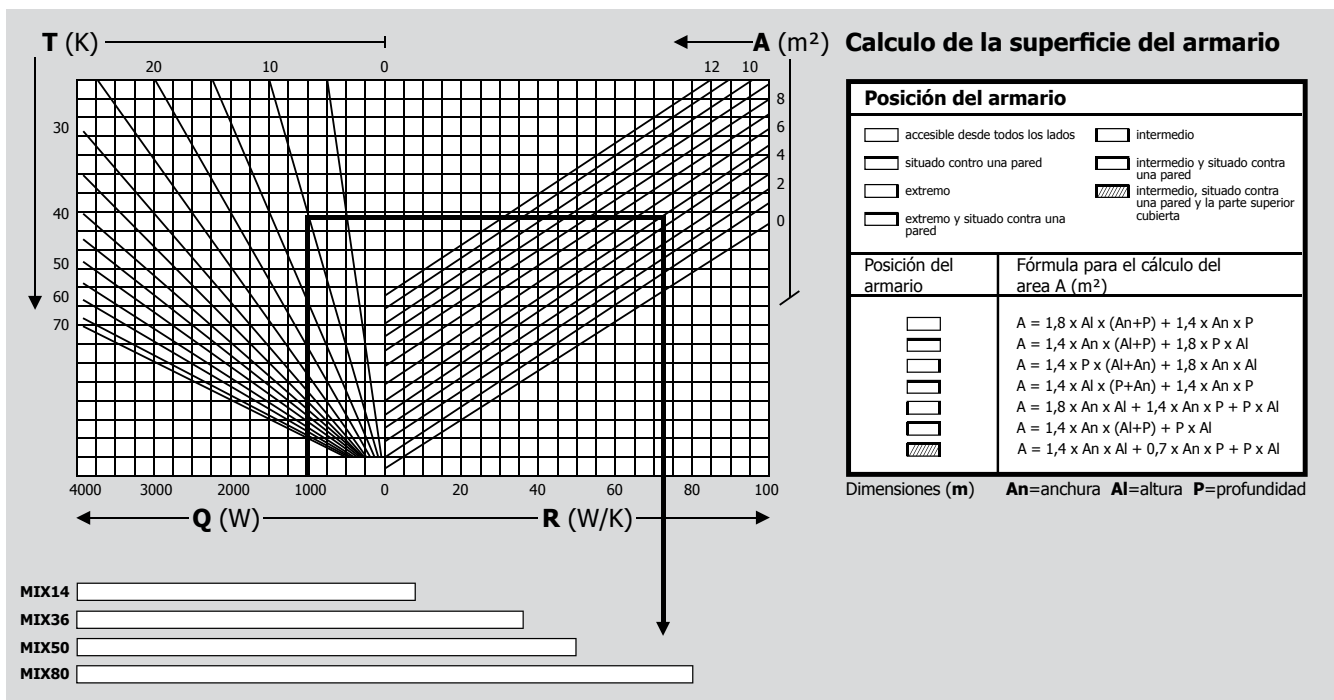 T (K)
A (m²)
20
10
0
12
10
30
40
50
60
70
8
6
4
2
0
4000
3000
2000
1000
0
20
40
60
80
100
Q (W)
R (W/K)
MIX14
MIX36
MIX50
MIX80
Calculo de la superficie del armario
Posición del armario
accesible desde todos los lados
situado contro una pared
extremo
extremo y situado contra una
pared
intermedio
intermedio y situado contra
una pared
intermedio, situado contra
una pared y la parte superior
cubierta
Posición del
armario
Fórmula para el cálculo del
area A (m²)
A = 1,8 x Al x (An+P) + 1,4 x An x P
A = 1,4 x An x (Al+P) + 1,8 x P x Al
A = 1,4 x P x (Al+An) + 1,8 x An x Al
A = 1,4 x Al x (P+An) + 1,4 x An x P
A = 1,8 x An x Al + 1,4 x An x P + P x Al
A = 1,4 x An x (Al+P) + P x Al
A = 1,4 x An x Al + 0,7 x An x P + P x Al
Dimensiones (m) An=anchura Al=altura P=profundidad